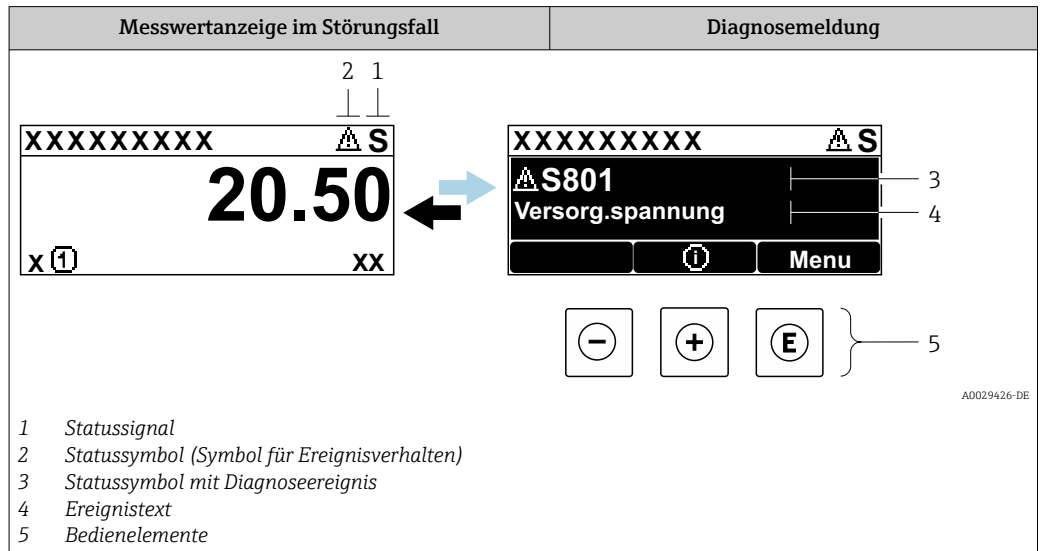 Messwertanzeige im Störungsfall
Diagnosemeldung
2 1
XXXXXXXXX ⚠ S
20.50
x ① xx
XXXXXXXXX ⚠ S
⚠S801
Versorg.spannung
ⓘ Menu
3
4
− + E
5
A0029426-DE
1 Statussignal
2 Statussymbol (Symbol für Ereignisverhalten)
3 Statussymbol mit Diagnoseereignis
4 Ereignistext
5 Bedienelemente